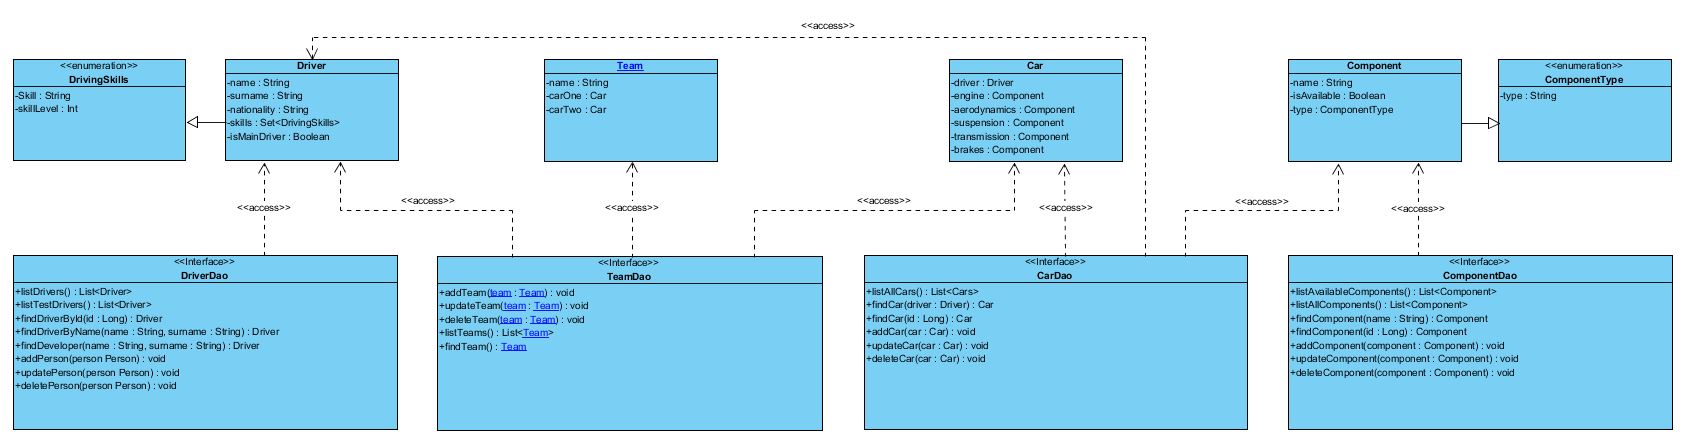 <<access>>
<<enumeration>>
DrivingSkills
-Skill : String
-skillLevel : Int
Driver
-name : String
-surname : String
-nationality : String
-skills : Set<DrivingSkills>
-isMainDriver : Boolean
Team
-name : String
-carOne : Car
-carTwo : Car
Car
-driver : Driver
-engine : Component
-aerodynamics : Component
-suspension : Component
-transmission : Component
-brakes : Component
Component
-name : String
-isAvailable : Boolean
-type : ComponentType
<<enumeration>>
ComponentType
-type : String
<<access>>
<<access>>
<<access>>
<<access>>
<<access>>
<<access>>
<<access>>
<<Interface>>
DriverDao
+listDrivers() : List<Driver>
+listTestDrivers() : List<Driver>
+findDriverById(id : Long) : Driver
+findDriverByName(name : String, surname : String) : Driver
+findDeveloper(name : String, surname : String) : Driver
+addPerson(person Person) : void
+updatePerson(person Person) : void
+deletePerson(person Person) : void
<<Interface>>
TeamDao
+addTeam(team : Team) : void
+updateTeam(team : Team) : void
+deleteTeam(team : Team) : void
+listTeams() : List<Team>
+findTeam() : Team
<<Interface>>
CarDao
+listAllCars() : List<Cars>
+findCar(driver : Driver) : Car
+findCar(id : Long) : Car
+addCar(car : Car) : void
+updateCar(car : Car) : void
+deleteCar(car : Car) : void
<<Interface>>
ComponentDao
+listAvailableComponents() : List<Component>
+listAllComponents() : List<Component>
+findComponent(name : String) : Component
+findComponent(id : Long) : Component
+addComponent(component : Component) : void
+updateComponent(component : Component) : void
+deleteComponent(component : Component) : void